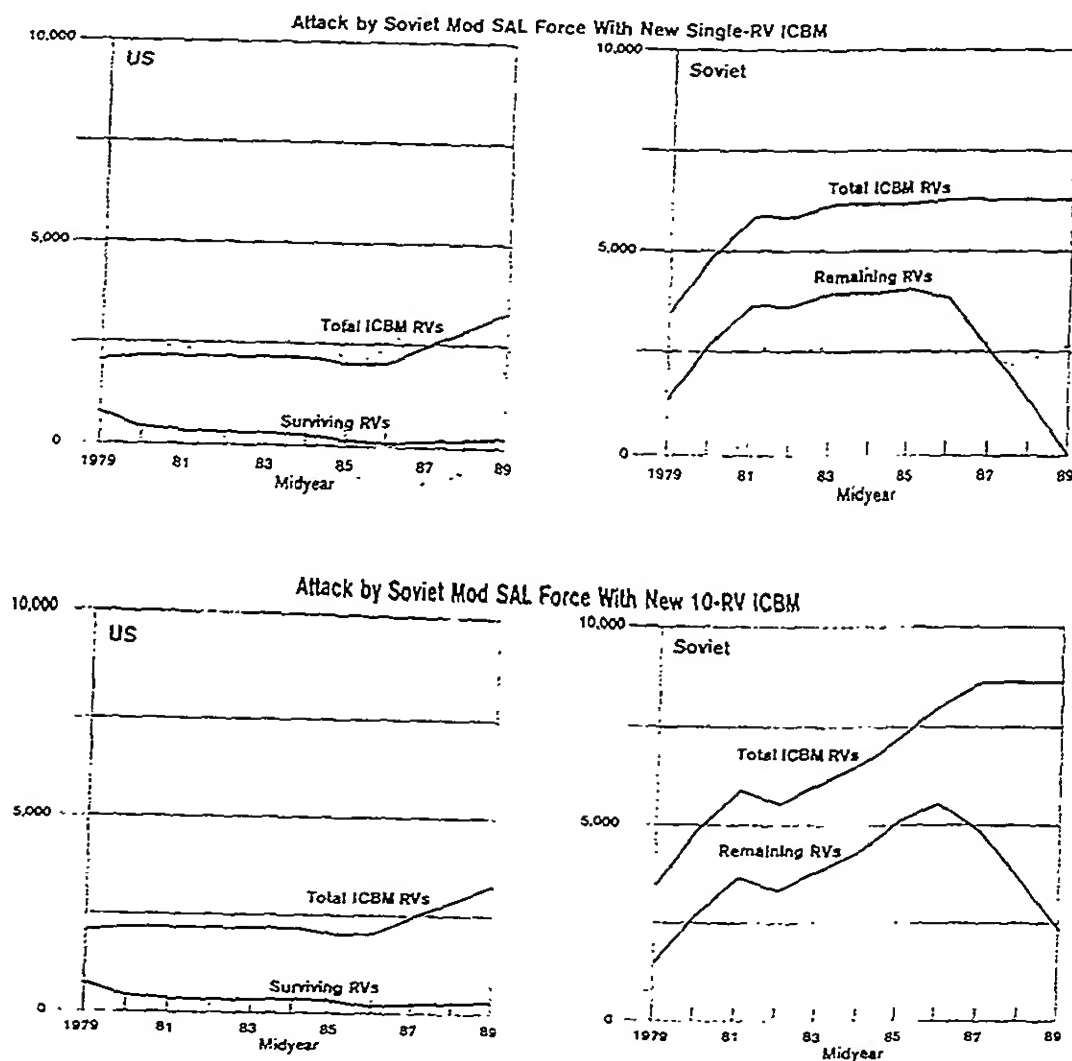 Attack by Soviet Mod SAL Force With New Single-RV ICBM
10,000
US
5,000
Total ICBM RVs
Surviving RVs
0
1979 81 83 85 87 89
Midyear
10,000
Soviet
Total ICBM RVs
5,000
Remaining RVs
0
1979 81 83 85 87 89
Midyear
Attack by Soviet Mod SAL Force With New 10-RV ICBM
10,000
US
5,000
Total ICBM RVs
Surviving RVs
0
1979 81 83 85 87 89
Midyear
10,000
Soviet
Total ICBM RVs
5,000
Remaining RVs
0
1979 81 83 85 87 89
Midyear